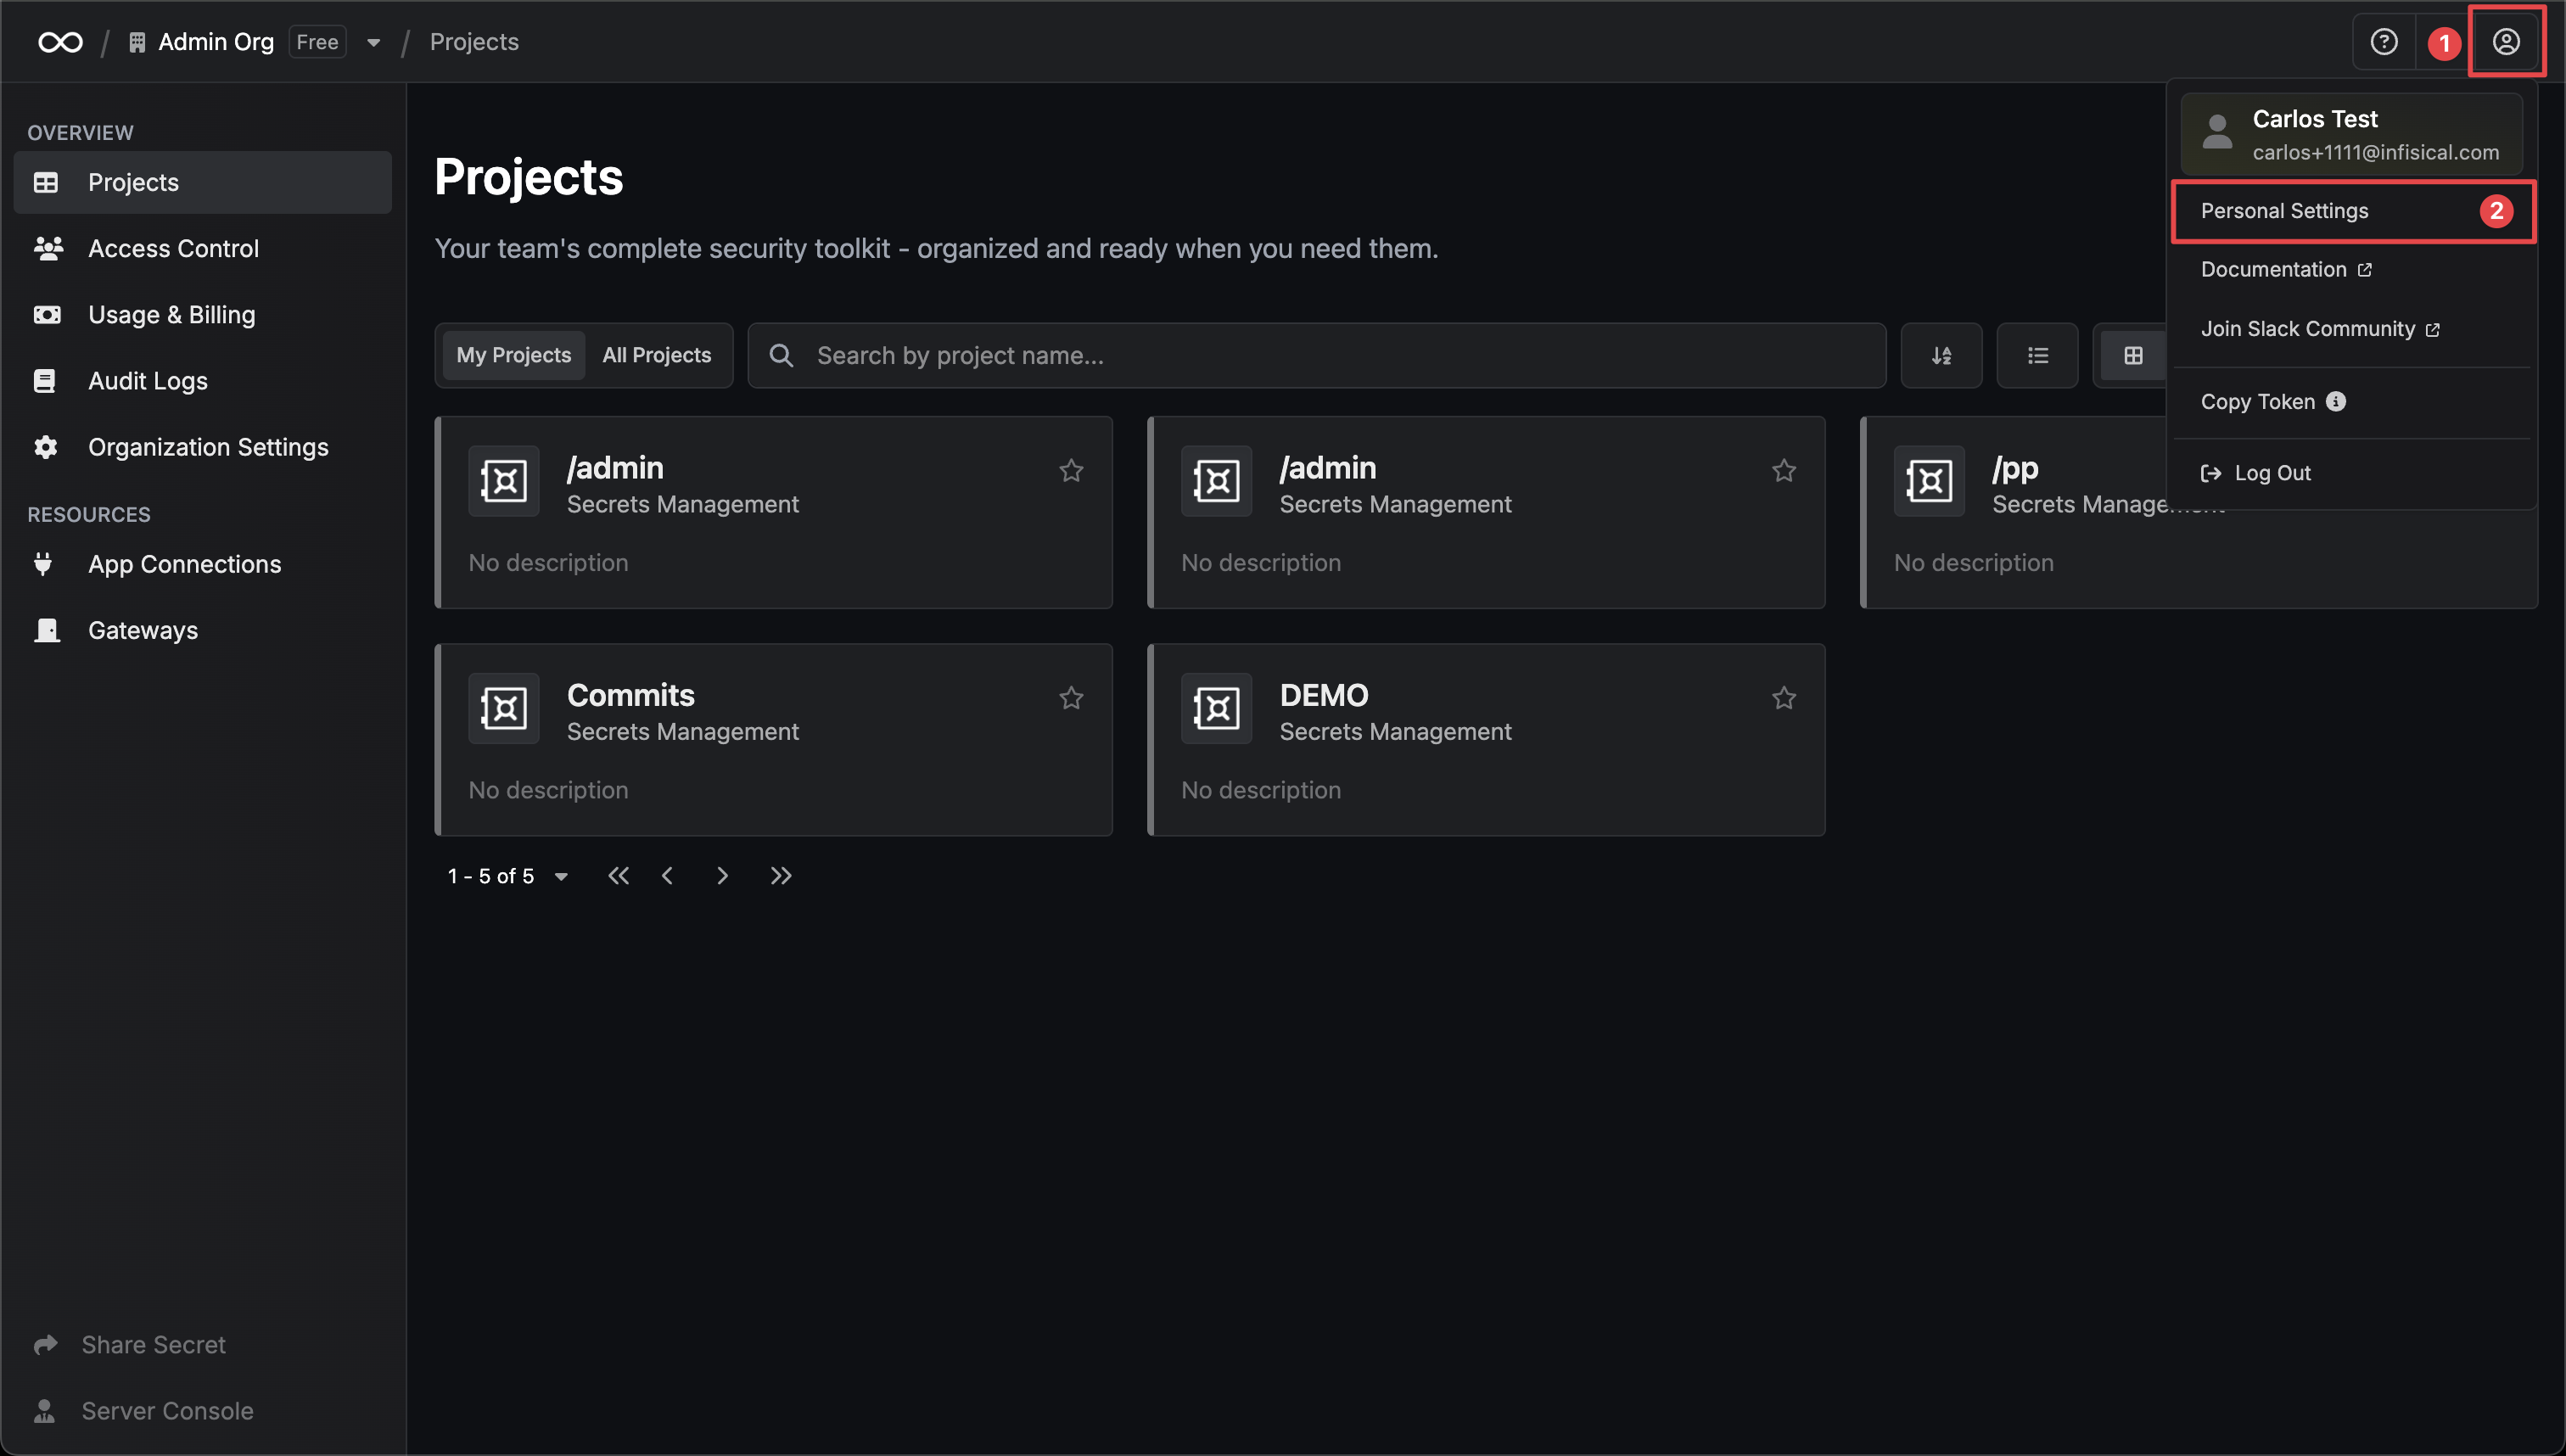 / Admin Org Free / Projects
1
Carlos Test
carlos+1111@infisical.com
Personal Settings 2
Documentation
Join Slack Community
Copy Token
Log Out
OVERVIEW
Projects
Access Control
Usage & Billing
Audit Logs
Organization Settings
RESOURCES
App Connections
Gateways
Share Secret
Server Console
Projects
Your team's complete security toolkit - organized and ready when you need them.
My Projects All Projects Search by project name...
/admin
Secrets Management
No description
/admin
Secrets Management
No description
/pp
Secrets Management
No description
Commits
Secrets Management
No description
DEMO
Secrets Management
No description
1 - 5 of 5